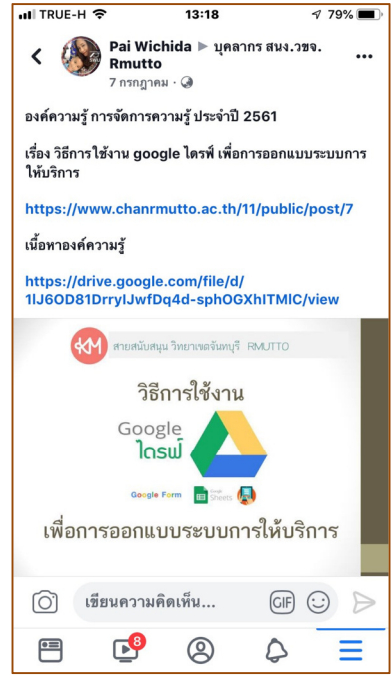 TRUE-H 13:18 79%
Pai Wichida ▶ บุคลากร สนง.วขจ.
Rmutto
7 กรกฎาคม ·
องค์ความรู้ การจัดการความรู้ ประจำปี 2561
เรื่อง วิธีการใช้งาน google ไดรฟ์ เพื่อการออกแบบระบบการ
ให้บริการ
https://www.chanrmutto.ac.th/11/public/post/7
เนื้อหาองค์ความรู้
https://drive.google.com/file/d/
1lJ6OD81DrryIJwfDq4d-sphOGXhITMlC/view
KM สายสนับสนุน วิทยาเขตจันทบุรี RMUTTO
วิธีการใช้งาน
Google
ไดรฟ์
Google Form Google Sheets
เพื่อการออกแบบระบบการให้บริการ
เขียนความคิดเห็น... GIF
8